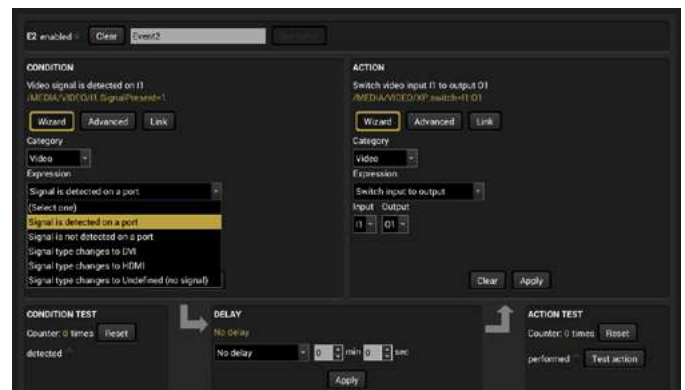 E2 enabled Clear Event2
CONDITION
Video signal is detected on I1
/MEDIA/VIDEO/I1.SignalPresent=1
Wizard Advanced Link
Category
Video
Expression
Signal is detected on a port
(Select one)
Signal is detected on a port
Signal is not detected on a port
Signal type changes to DVI
Signal type changes to HDMI
Signal type changes to Undefined (no signal)
ACTION
Switch video input I1 to output O1
/MEDIA/VIDEO/XP:switch=I1:O1
Wizard Advanced Link
Category
Video
Expression
Switch input to output
Input Output
I1 O1
Clear Apply
CONDITION TEST
Counter: 0 times Reset
detected
DELAY
No delay
No delay 0 min 0 sec
Apply
ACTION TEST
Counter: 0 times Reset
performed Test action